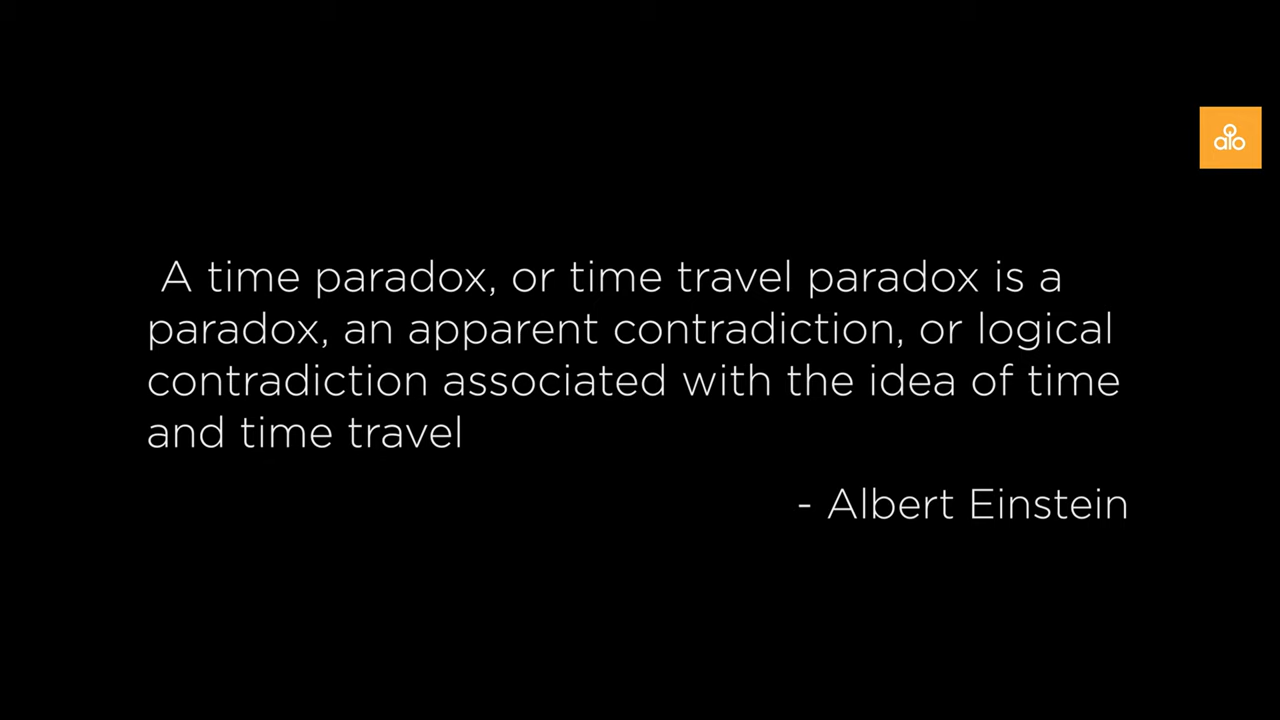 alo
A time paradox, or time travel paradox is a
paradox, an apparent contradiction, or logical
contradiction associated with the idea of time
and time travel
- Albert Einstein